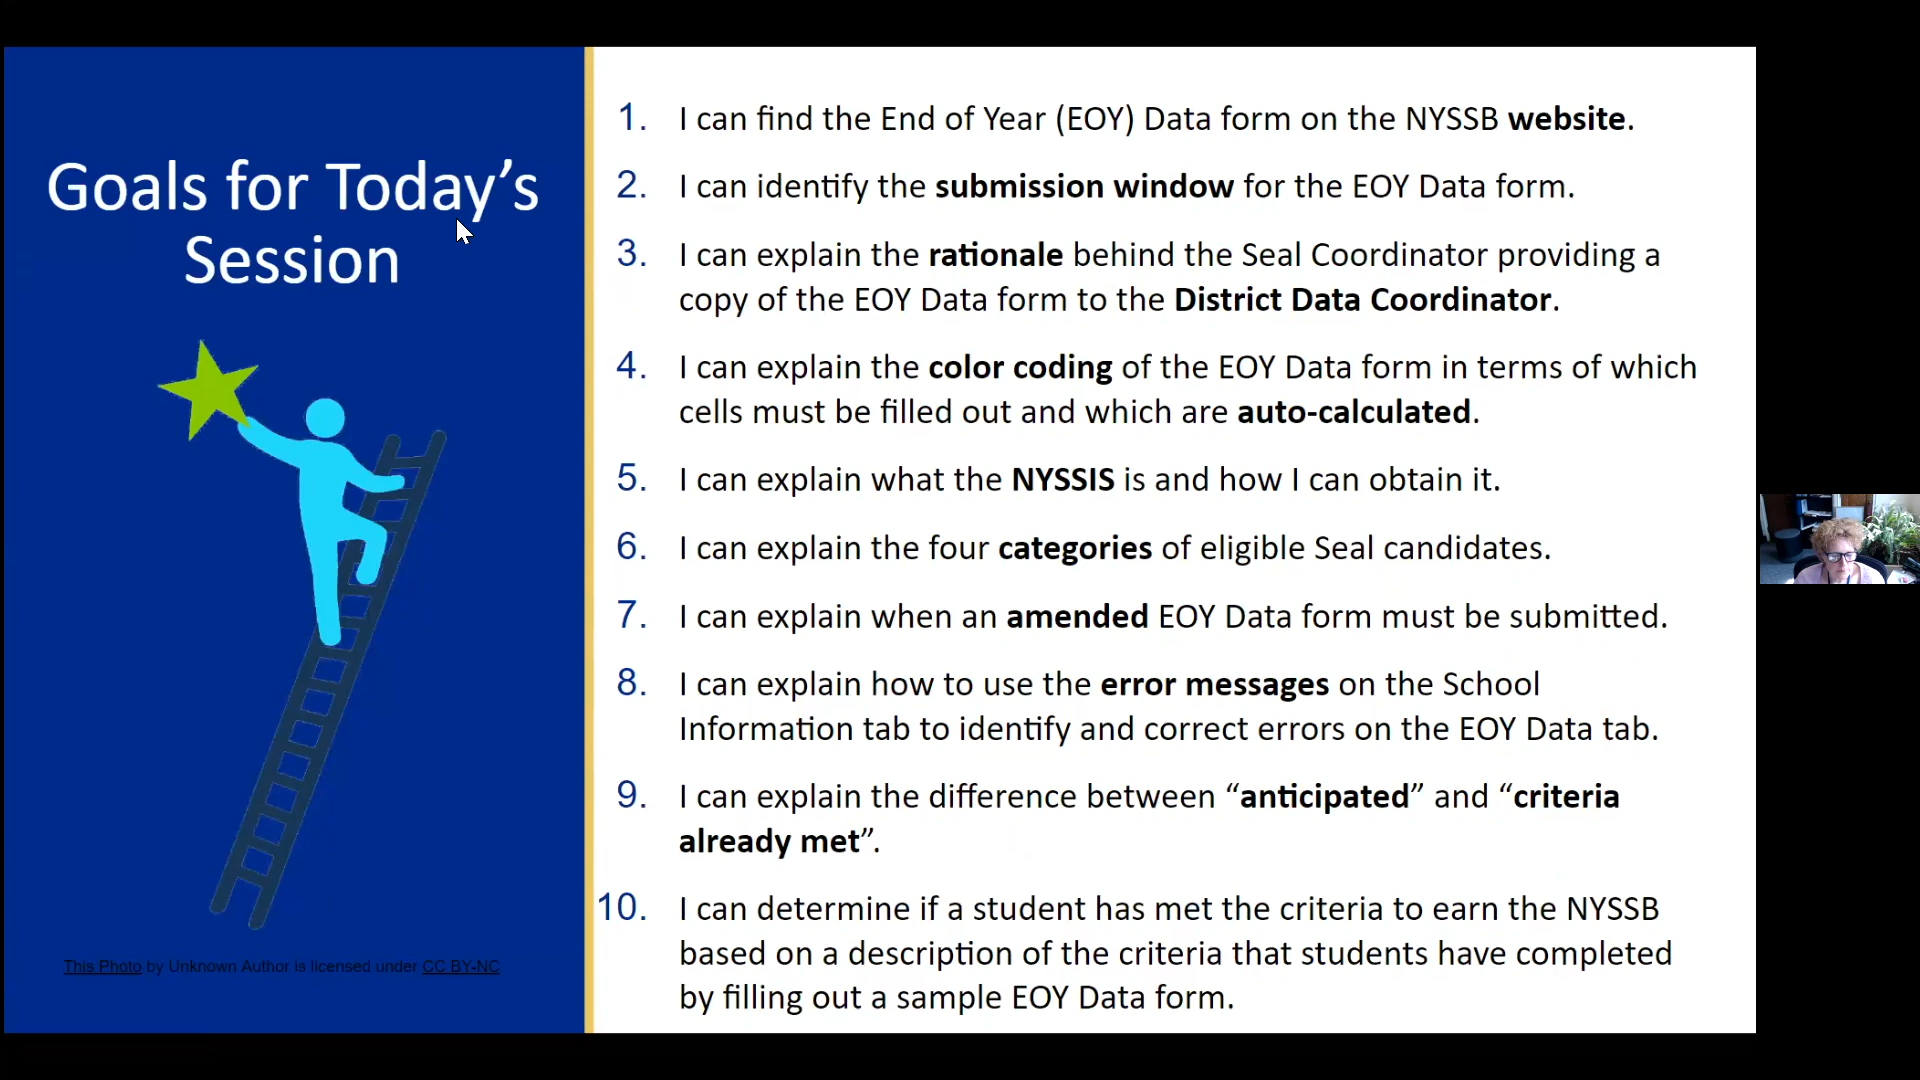 Goals for Today’s
Session
This Photo by Unknown Author is licensed under CC BY-NC
1. I can find the End of Year (EOY) Data form on the NYSSB website.
2. I can identify the submission window for the EOY Data form.
3. I can explain the rationale behind the Seal Coordinator providing a
copy of the EOY Data form to the District Data Coordinator.
4. I can explain the color coding of the EOY Data form in terms of which
cells must be filled out and which are auto-calculated.
5. I can explain what the NYSSIS is and how I can obtain it.
6. I can explain the four categories of eligible Seal candidates.
7. I can explain when an amended EOY Data form must be submitted.
8. I can explain how to use the error messages on the School
Information tab to identify and correct errors on the EOY Data tab.
9. I can explain the difference between “anticipated” and “criteria
already met”.
10. I can determine if a student has met the criteria to earn the NYSSB
based on a description of the criteria that students have completed
by filling out a sample EOY Data form.